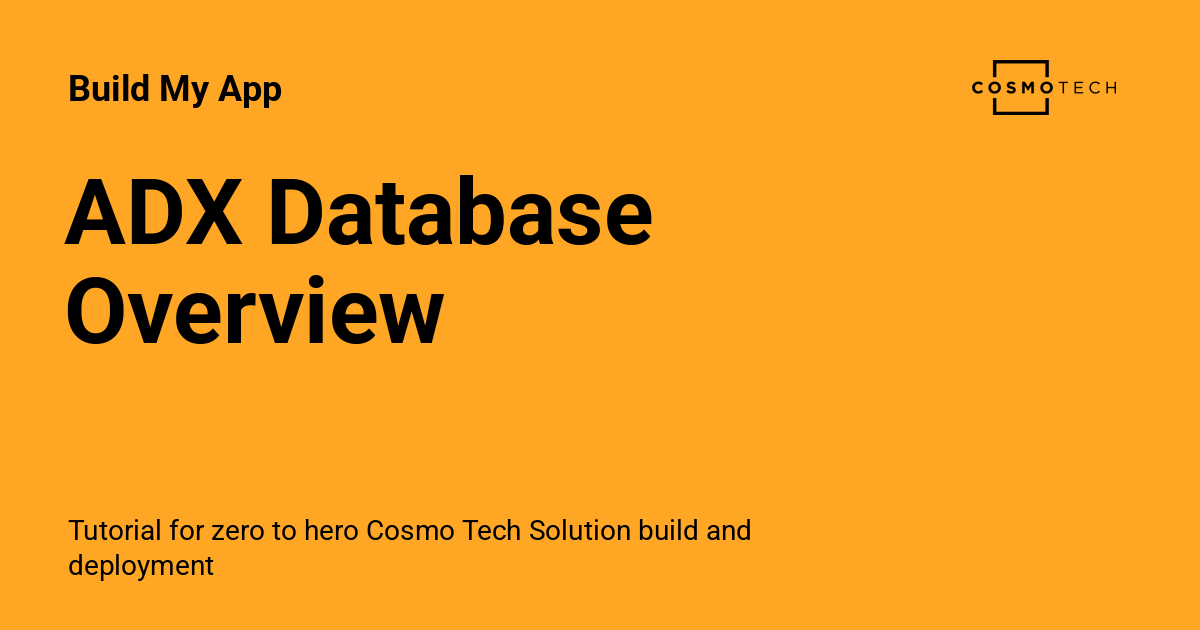 Build My App
COSMOTECH
ADX Database
Overview
Tutorial for zero to hero Cosmo Tech Solution build and
deployment